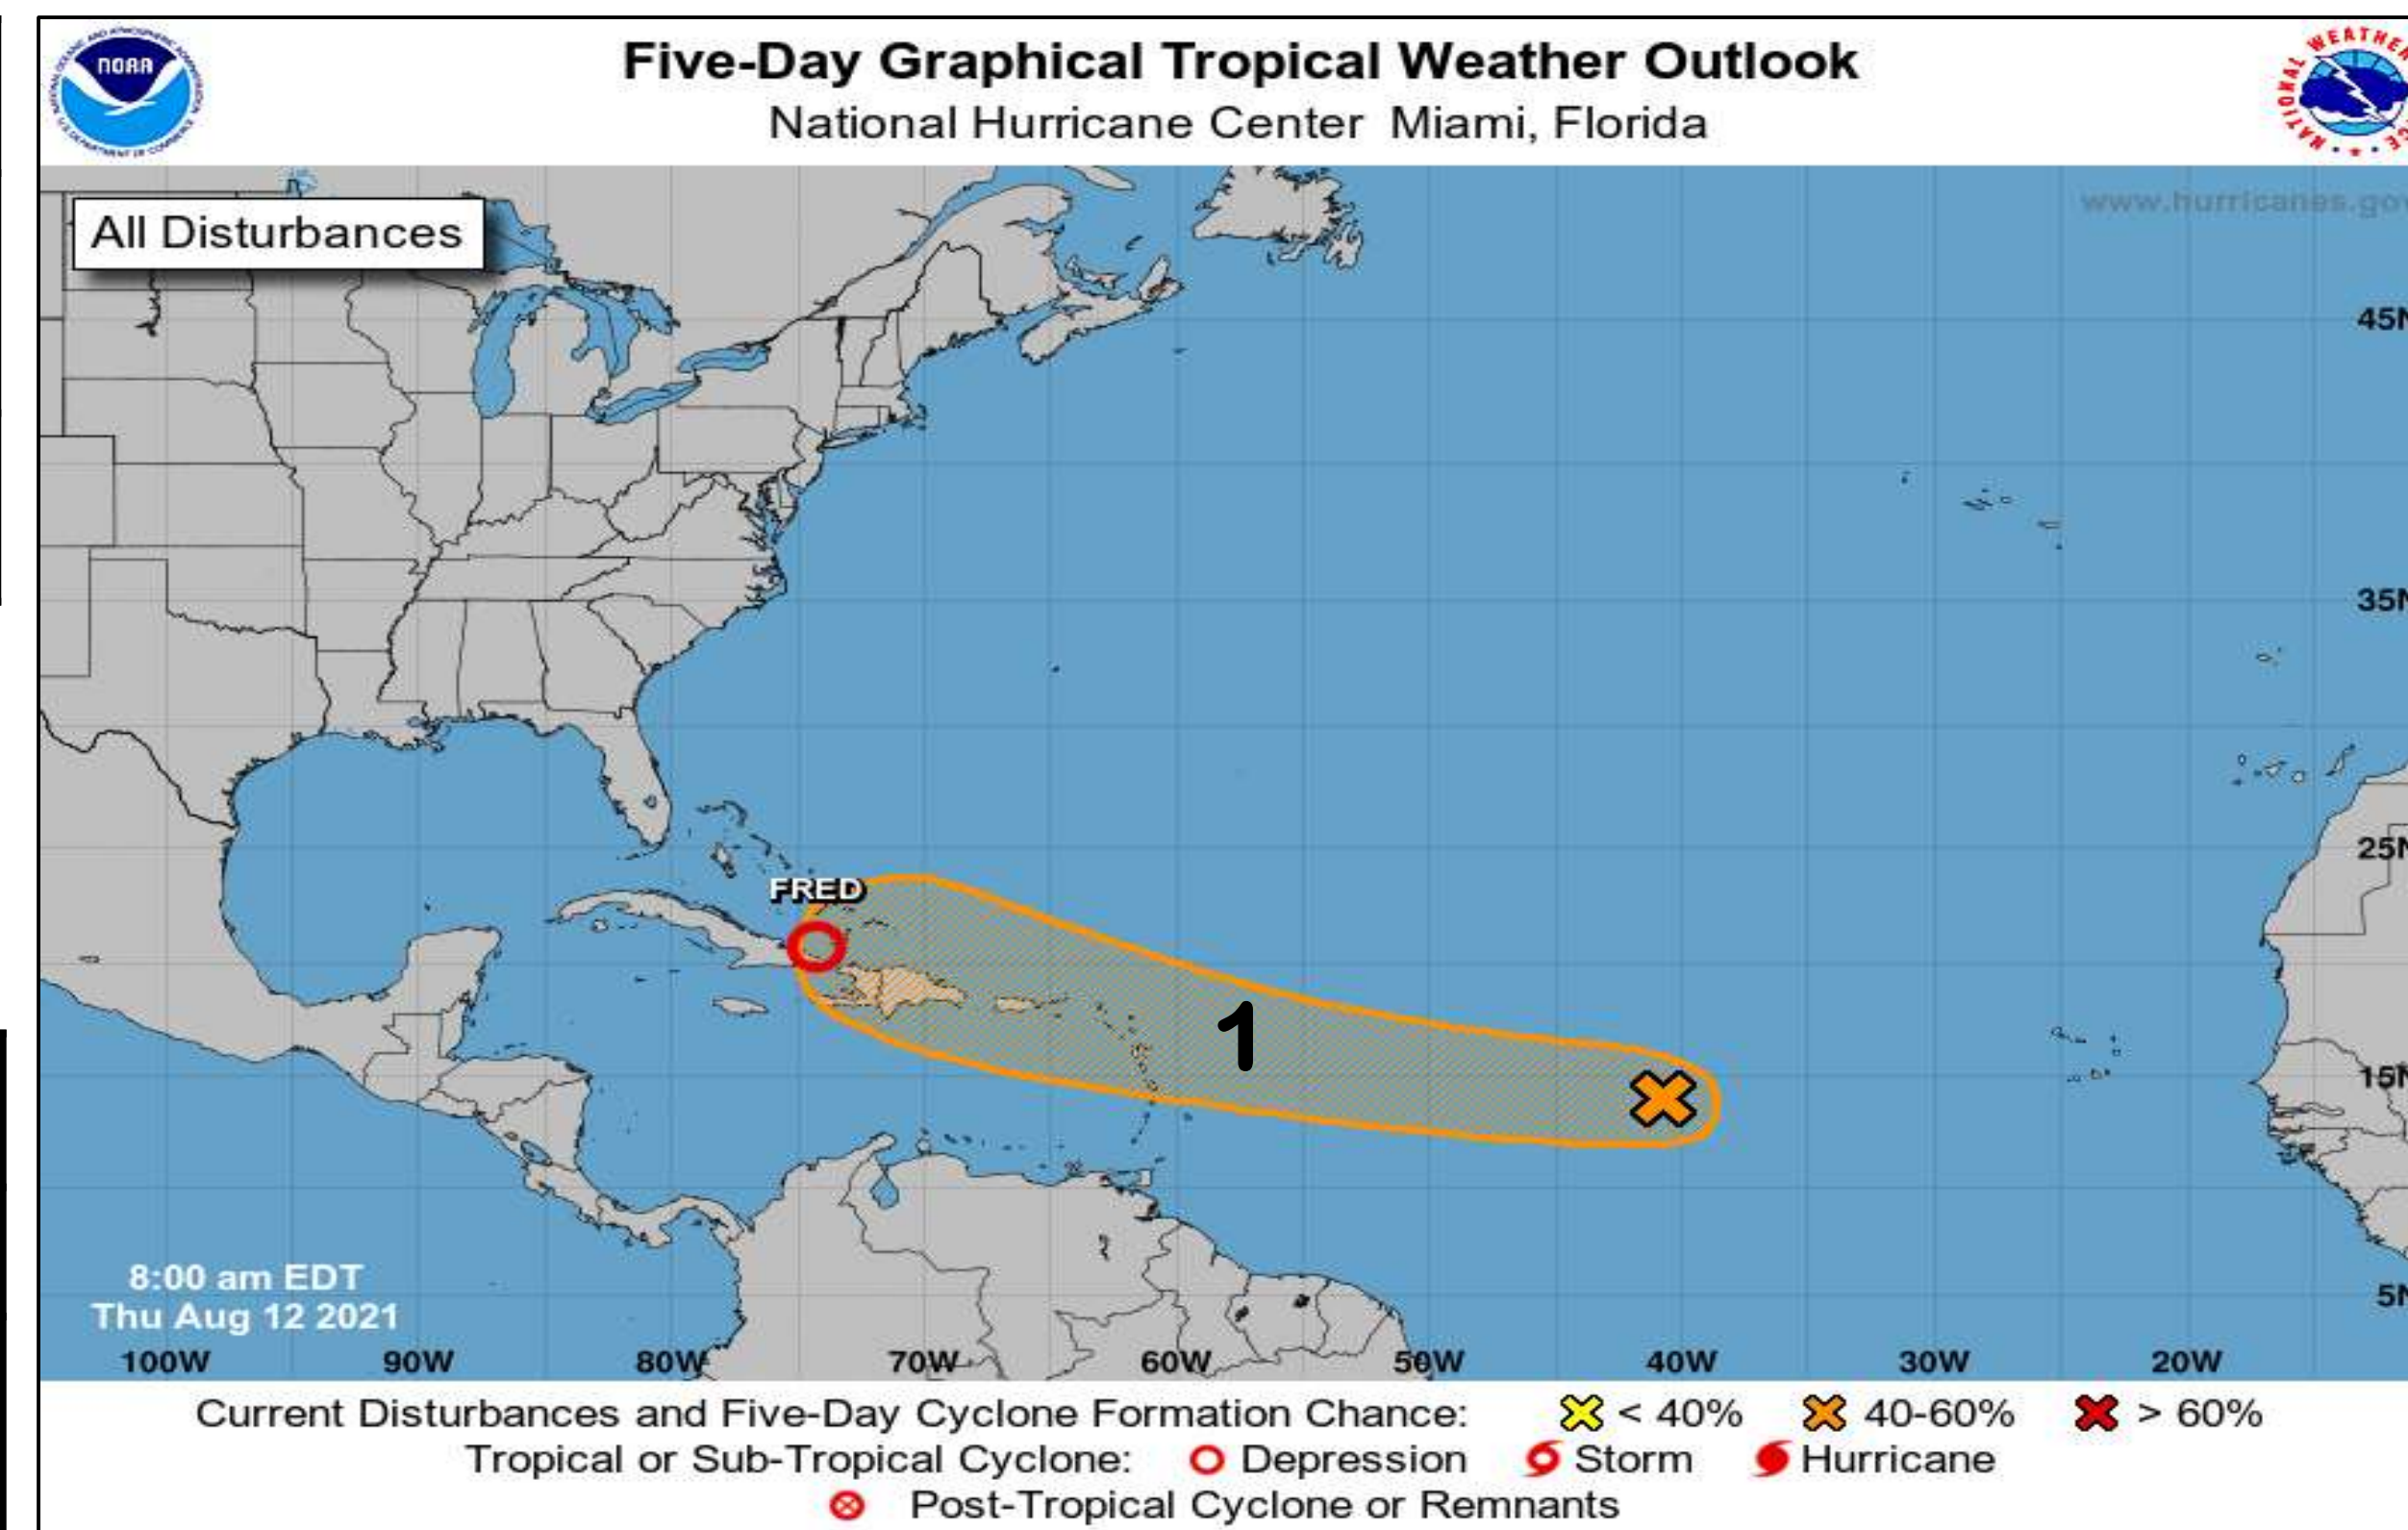 NOAA
Five-Day Graphical Tropical Weather Outlook
National Hurricane Center Miami, Florida
NATIONAL WEATHER
All Disturbances
www.hurricanes.gov
45N
35N
25N
FRED
1
15N
8:00 am EDT
Thu Aug 12 2021
5N
100W 90W 80W 70W 60W 50W 40W 30W 20W
Current Disturbances and Five-Day Cyclone Formation Chance: < 40% 40-60% > 60%
Tropical or Sub-Tropical Cyclone: Depression Storm Hurricane
Post-Tropical Cyclone or Remnants